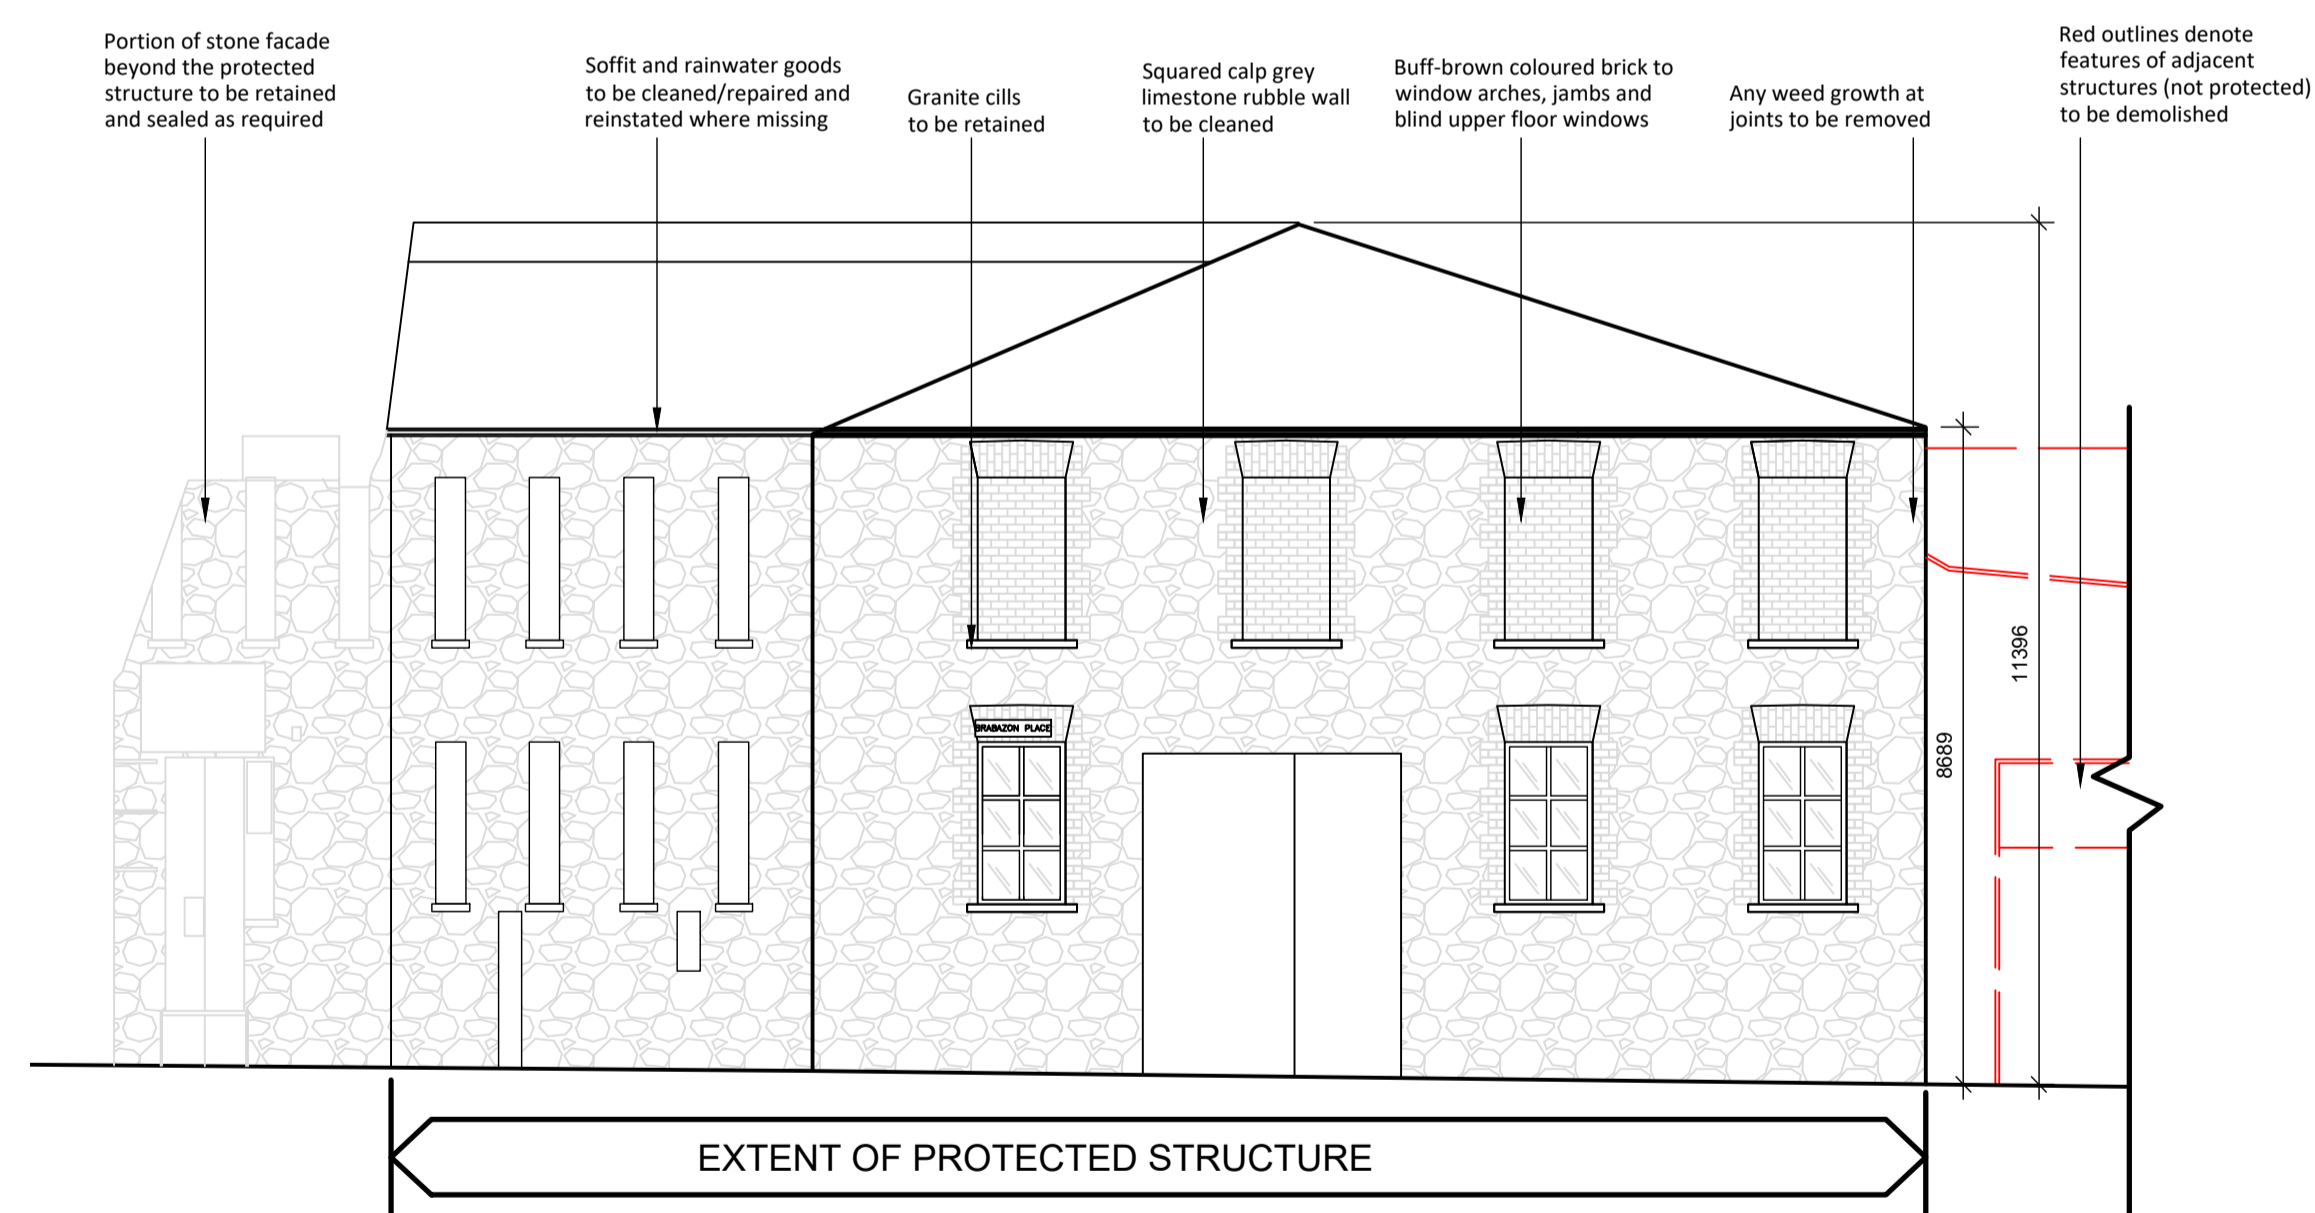 Portion of stone facade
beyond the protected
structure to be retained
and sealed as required
Soffit and rainwater goods
to be cleaned/repaired and
reinstated where missing
Granite cills
to be retained
Squared calp grey
limestone rubble wall
to be cleaned
Buff-brown coloured brick to
window arches, jambs and
blind upper floor windows
Any weed growth at
joints to be removed
Red outlines denote
features of adjacent
structures (not protected)
to be demolished
BRABAZON PLACE
11396
8689
EXTENT OF PROTECTED STRUCTURE